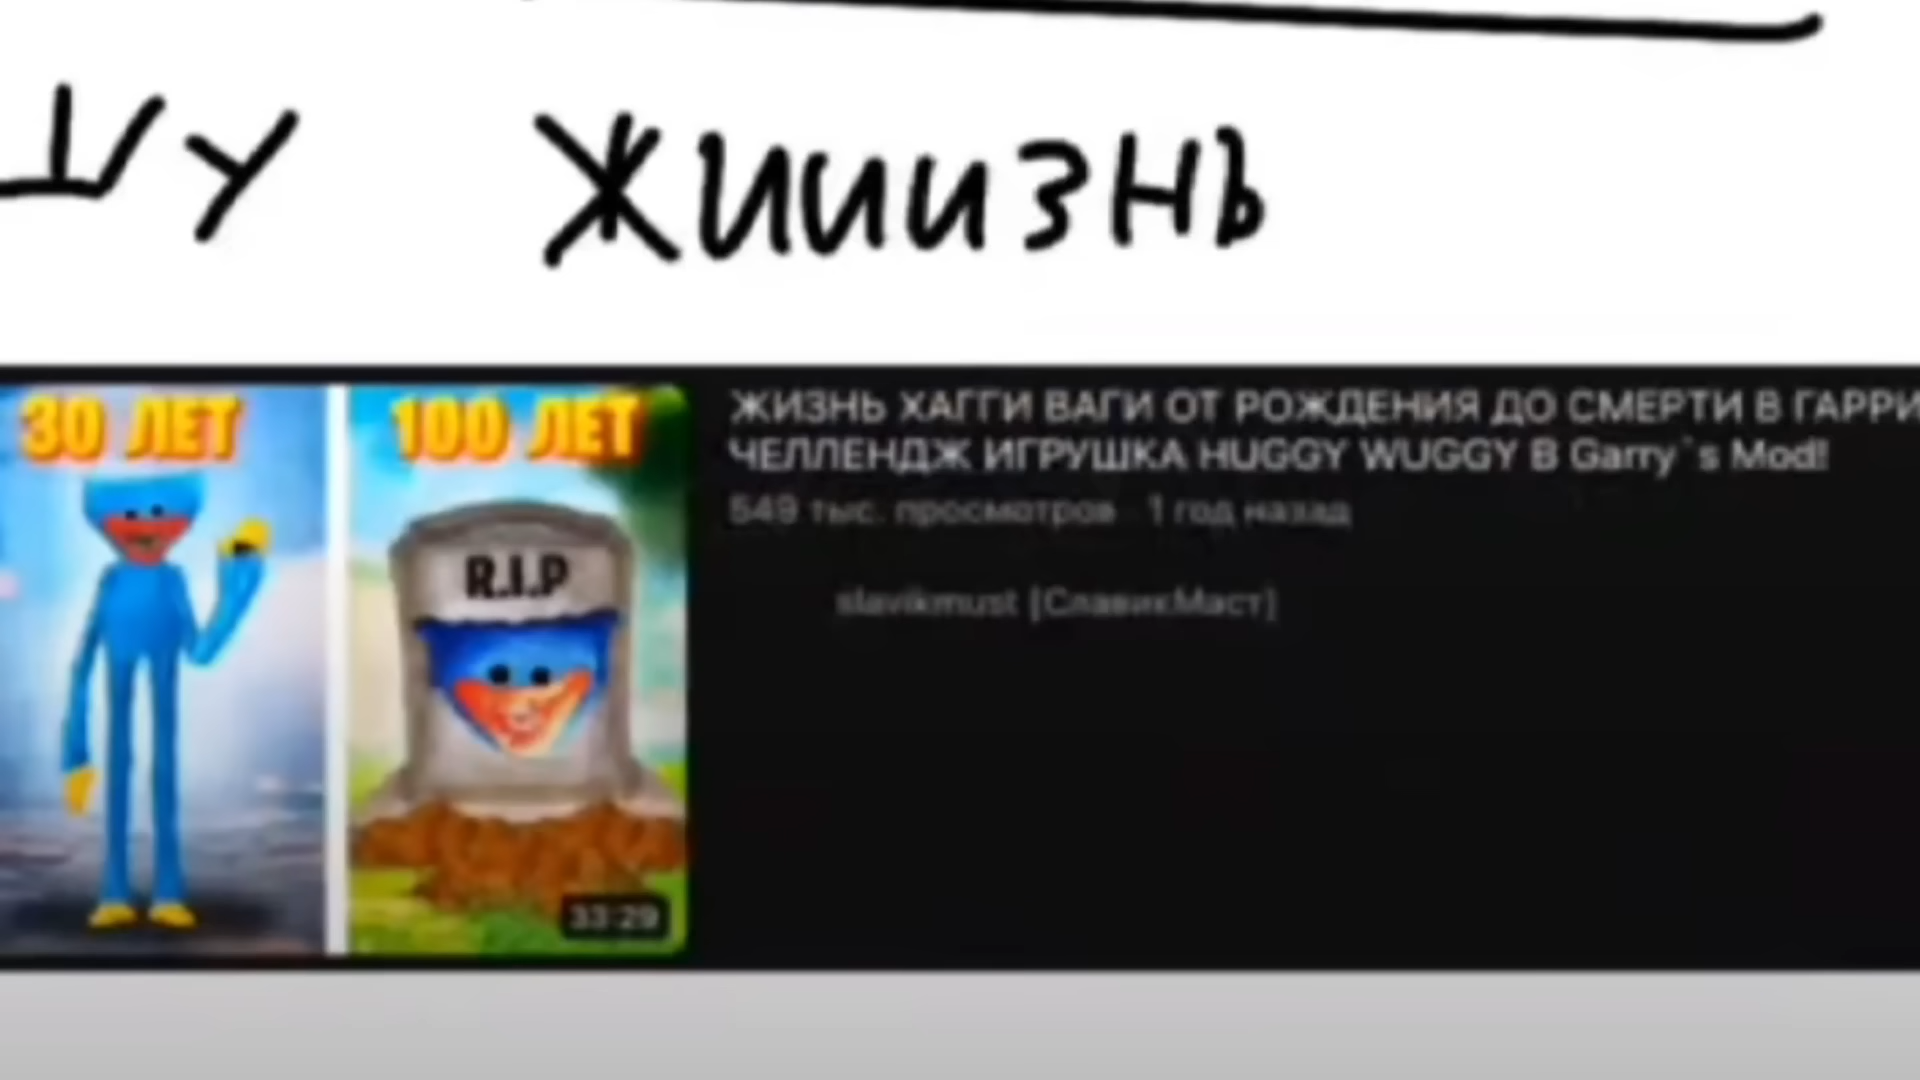 ШУ ЖИИИЗНЬ
30 ЛЕТ 100 ЛЕТ
R.I.P
33:29
ЖИЗНЬ ХАГГИ ВАГИ ОТ РОЖДЕНИЯ ДО СМЕРТИ В ГАРРИ
ЧЕЛЛЕНДЖ ИГРУШКА HUGGY WUGGY В Garry`s Mod!
549 тыс. просмотров 1 год назад
slavikmust [СлавикМаст]